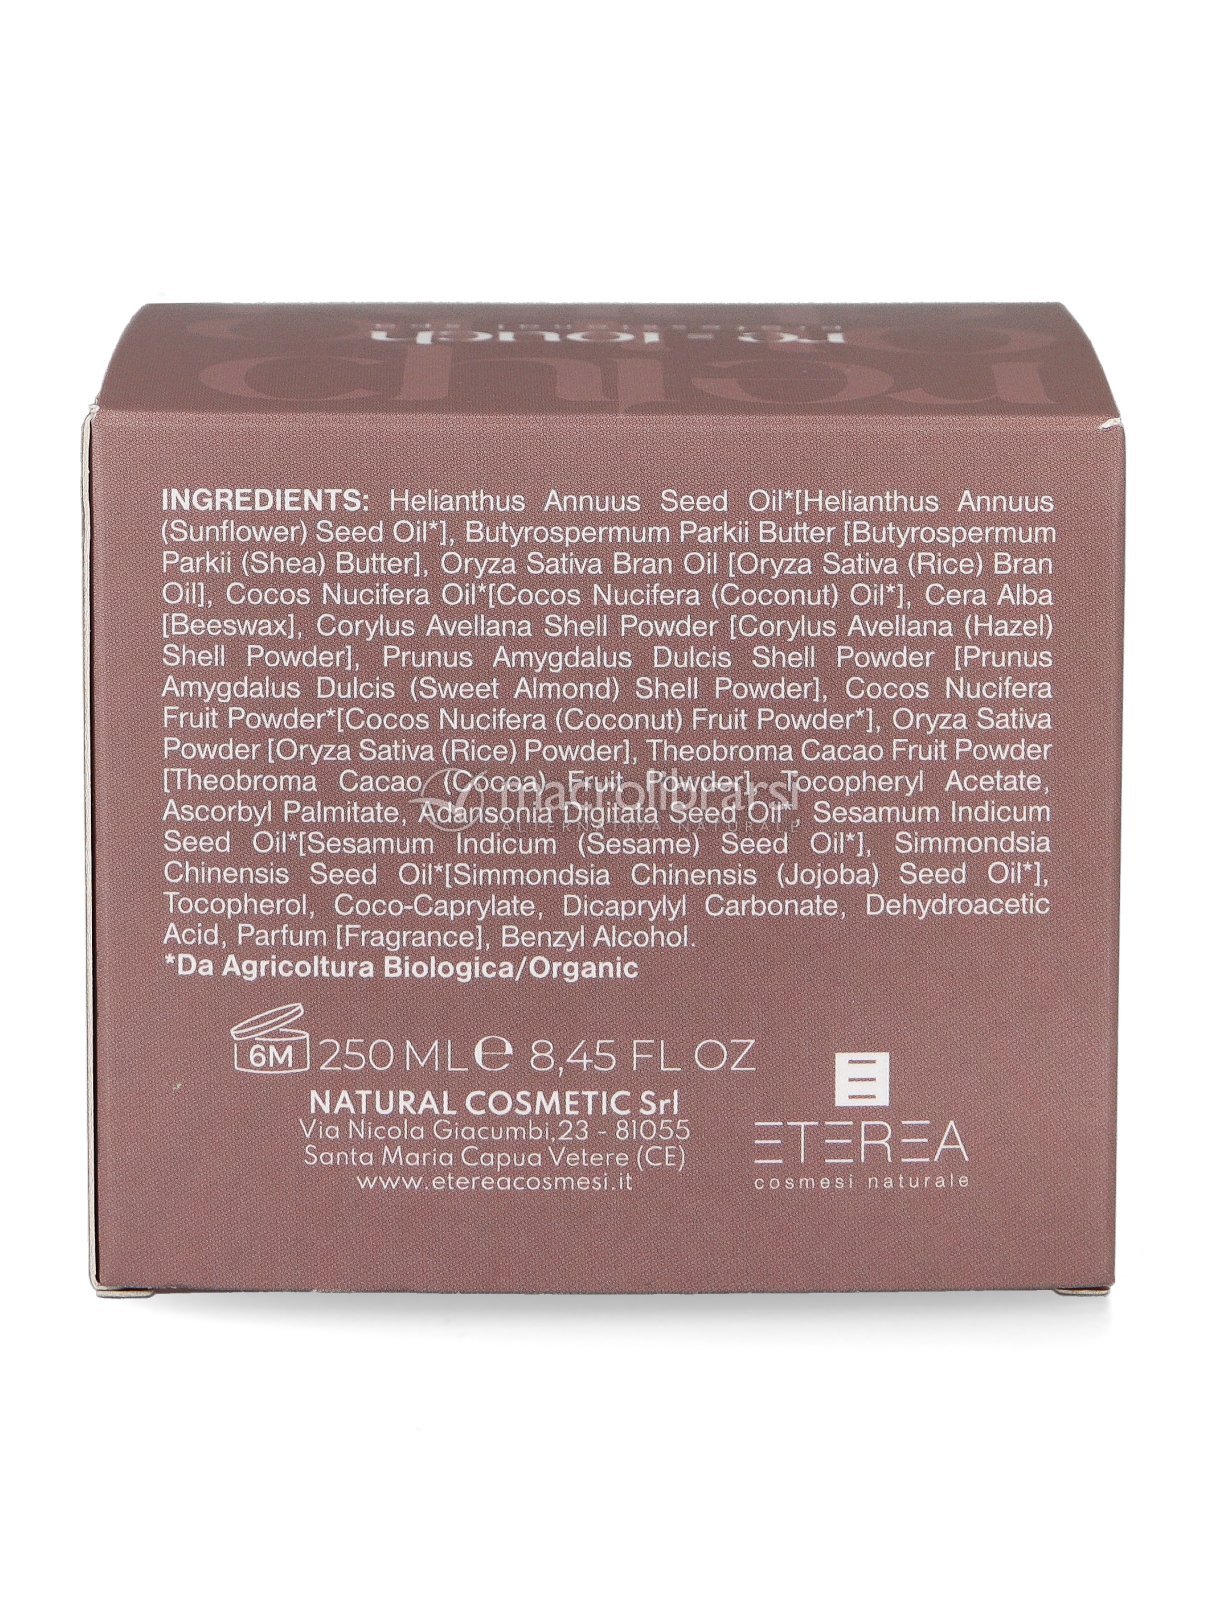 INGREDIENTS: Helianthus Annuus Seed Oil*[Helianthus Annuus
(Sunflower) Seed Oil*], Butyrospermum Parkii Butter [Butyrospermum
Parkii (Shea) Butter], Oryza Sativa Bran Oil [Oryza Sativa (Rice) Bran
Oil], Cocos Nucifera Oil*[Cocos Nucifera (Coconut) Oil*], Cera Alba
[Beeswax], Corylus Avellana Shell Powder [Corylus Avellana (Hazel)
Shell Powder], Prunus Amygdalus Dulcis Shell Powder [Prunus
Amygdalus Dulcis (Sweet Almond) Shell Powder], Cocos Nucifera
Fruit Powder*[Cocos Nucifera (Coconut) Fruit Powder*], Oryza Sativa
Powder [Oryza Sativa (Rice) Powder], Theobroma Cacao Fruit Powder
[Theobroma Cacao (Cocoa) Fruit Powder], Tocopheryl Acetate,
macrolibrarsi
Ascorbyl Palmitate, Adansonia Digitata Seed Oil*, Sesamum Indicum
ALTERNATIVA NATURALE
Seed Oil*[Sesamum Indicum (Sesame) Seed Oil*], Simmondsia
Chinensis Seed Oil*[Simmondsia Chinensis (Jojoba) Seed Oil*],
Tocopherol, Coco-Caprylate, Dicaprylyl Carbonate, Dehydroacetic
Acid, Parfum [Fragrance], Benzyl Alcohol.
*Da Agricoltura Biologica/Organic
6M 250 ML e 8,45 FL OZ
NATURAL COSMETIC Srl
Via Nicola Giacumbi,23 - 81055
Santa Maria Capua Vetere (CE)
www.etereacosmesi.it
ETEREA
cosmesi naturale